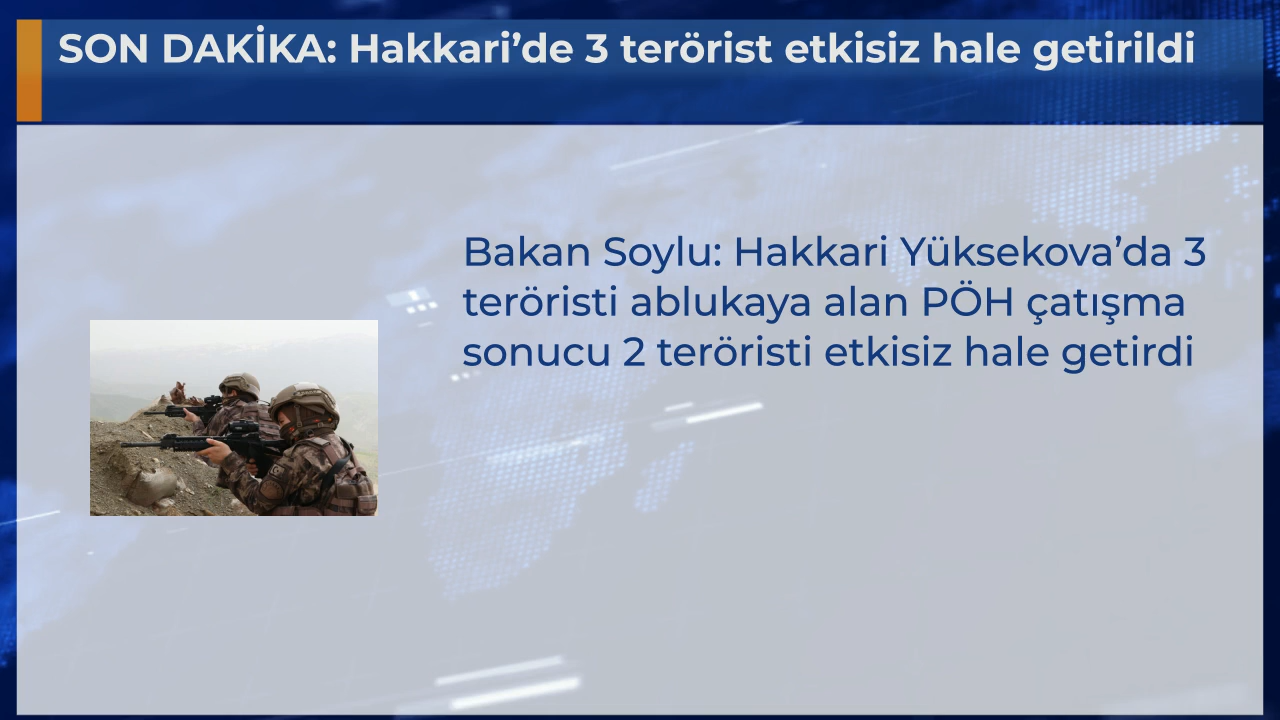 SON DAKİKA: Hakkari’de 3 terörist etkisiz hale getirildi
Bakan Soylu: Hakkari Yüksekova’da 3
teröristi ablukaya alan PÖH çatışma
sonucu 2 teröristi etkisiz hale getirdi